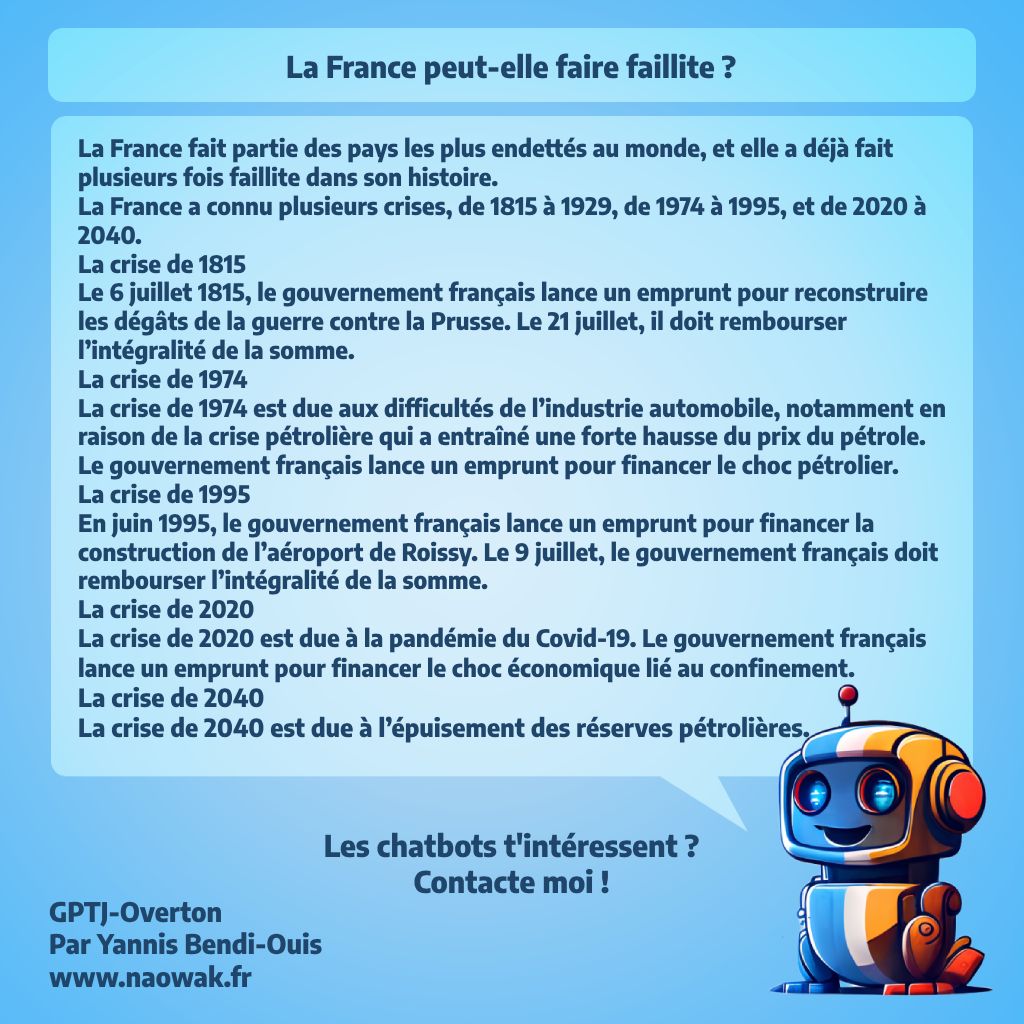 La France peut-elle faire faillite ?
La France fait partie des pays les plus endettés au monde, et elle a déjà fait
plusieurs fois faillite dans son histoire.
La France a connu plusieurs crises, de 1815 à 1929, de 1974 à 1995, et de 2020 à
2040.
La crise de 1815
Le 6 juillet 1815, le gouvernement français lance un emprunt pour reconstruire
les dégâts de la guerre contre la Prusse. Le 21 juillet, il doit rembourser
l’intégralité de la somme.
La crise de 1974
La crise de 1974 est due aux difficultés de l’industrie automobile, notamment en
raison de la crise pétrolière qui a entraîné une forte hausse du prix du pétrole.
Le gouvernement français lance un emprunt pour financer le choc pétrolier.
La crise de 1995
En juin 1995, le gouvernement français lance un emprunt pour financer la
construction de l’aéroport de Roissy. Le 9 juillet, le gouvernement français doit
rembourser l’intégralité de la somme.
La crise de 2020
La crise de 2020 est due à la pandémie du Covid-19. Le gouvernement français
lance un emprunt pour financer le choc économique lié au confinement.
La crise de 2040
La crise de 2040 est due à l’épuisement des réserves pétrolières.
Les chatbots t'intéressent ?
Contacte moi !
GPTJ-Overton
Par Yannis Bendi-Ouis
www.naowak.fr